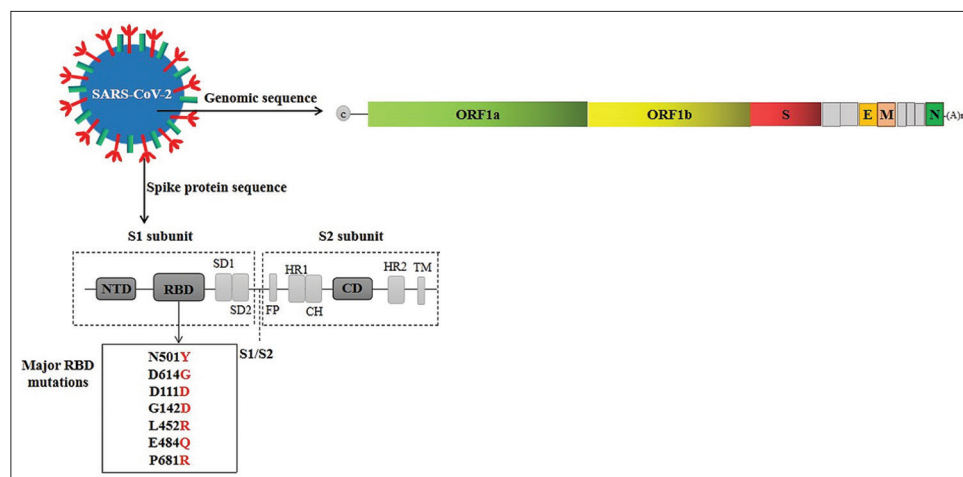 SARS-CoV-2
Genomic sequence
c
ORF1a
ORF1b
S
E
M
N
-(A)n
Spike protein sequence
S1 subunit
S2 subunit
NTD
RBD
SD1
SD2
FP
HR1
CH
CD
HR2
TM
S1/S2
Major RBD
mutations
N501Y
D614G
D111D
G142D
L452R
E484Q
P681R